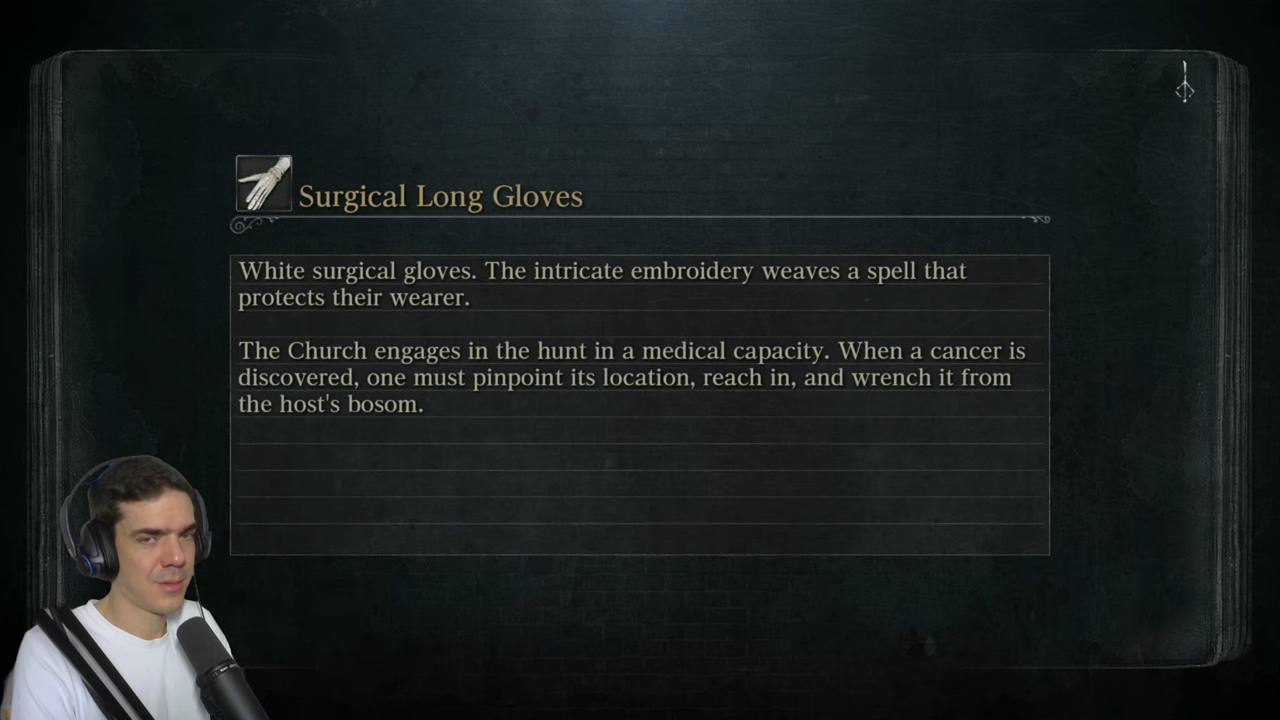 Surgical Long Gloves
White surgical gloves. The intricate embroidery weaves a spell that
protects their wearer.
The Church engages in the hunt in a medical capacity. When a cancer is
discovered, one must pinpoint its location, reach in, and wrench it from
the host's bosom.